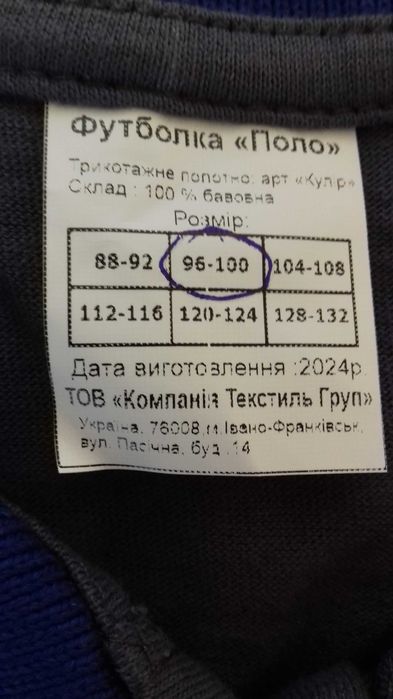 Футболка «Поло»
Трикотажне полотно: арт «Кулір»
Склад : 100 % бавовна
Розмір:
88-92 96-100 104-108
112-116 120-124 128-132
Дата виготовлення :2024р.
ТОВ «Компанія Текстиль Груп»
Україна, 76008,м.Івано-Франківськ,
вул. Пасічна, буд .14